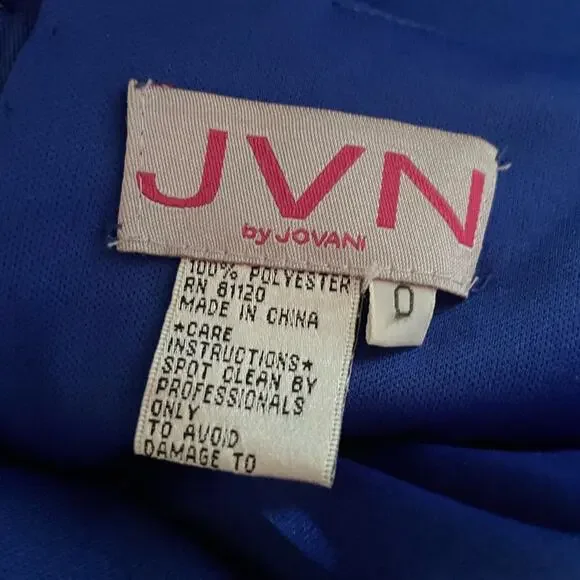 JVN
by JOVANI
0
100% POLYESTER
RN 81120
MADE IN CHINA
*CARE
INSTRUCTIONS*
SPOT CLEAN BY
PROFESSIONALS
ONLY
TO AVOID
DAMAGE TO